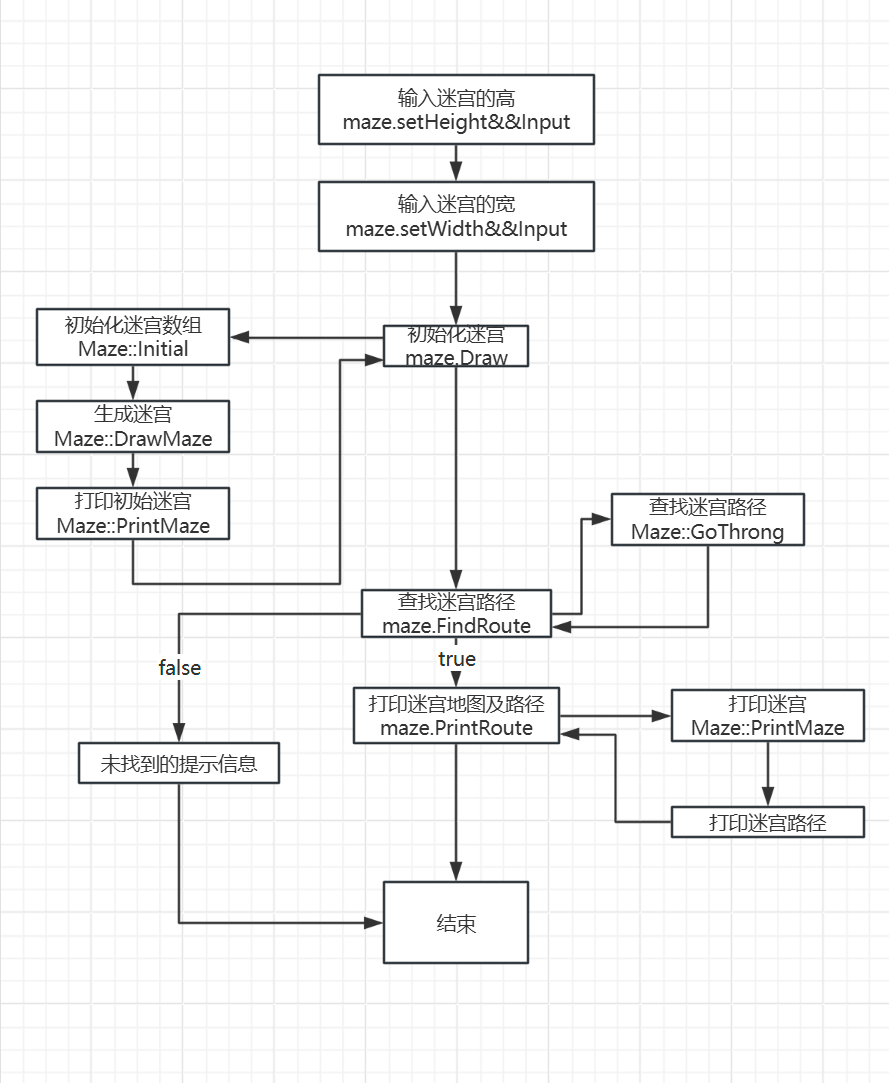 输入迷宫的高
maze.setHeight&&Input
输入迷宫的宽
maze.setWidth&&Input
初始化迷宫
maze.Draw
初始化迷宫数组
Maze::Initial
生成迷宫
Maze::DrawMaze
打印初始迷宫
Maze::PrintMaze
查找迷宫路径
Maze::GoThrong
查找迷宫路径
maze.FindRoute
false
true
打印迷宫地图及路径
maze.PrintRoute
打印迷宫
Maze::PrintMaze
未找到的提示信息
打印迷宫路径
结束